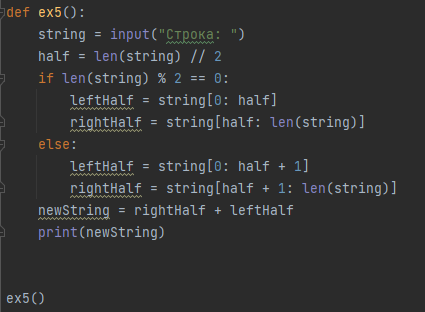 def ex5():
    string = input("Строка: ")
    half = len(string) // 2
    if len(string) % 2 == 0:
        leftHalf = string[0: half]
        rightHalf = string[half: len(string)]
    else:
        leftHalf = string[0: half + 1]
        rightHalf = string[half + 1: len(string)]
    newString = rightHalf + leftHalf
    print(newString)
ex5()